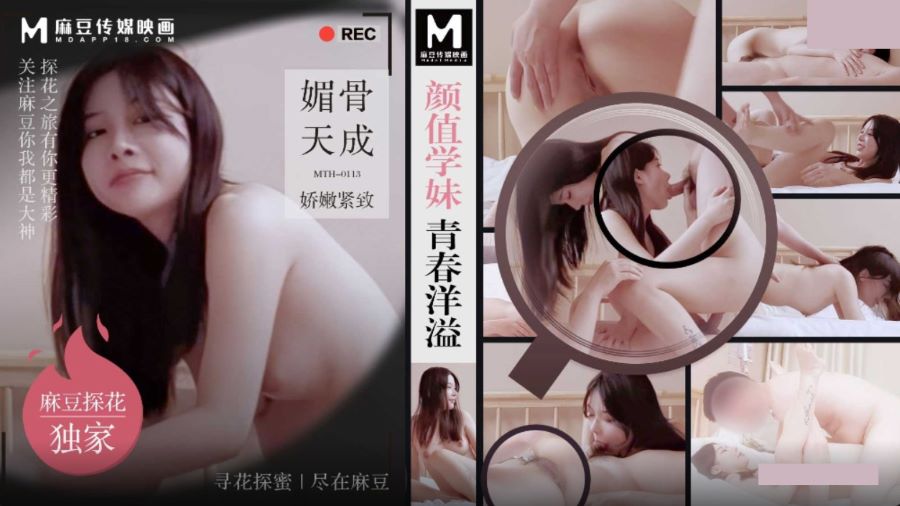 麻豆传媒映画
MDAPP18.COM
REC
探花之旅有你更精彩
关注麻豆你我都是大神
媚骨
天成
MTH-0113
娇嫩紧致
麻豆探花
独家
寻花探蜜|尽在麻豆
麻豆传媒映画
颜值学妹
青春洋溢